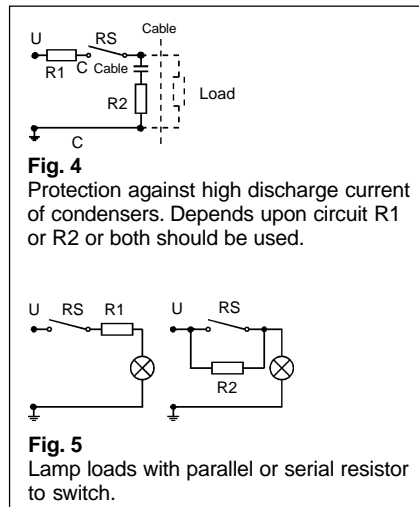 Cable
U RS
R1 C Cable
R2 Load
C
Fig. 4
Protection against high discharge current
of condensers. Depends upon circuit R1
or R2 or both should be used.
U RS R1 U RS
R2
Fig. 5
Lamp loads with parallel or serial resistor
to switch.